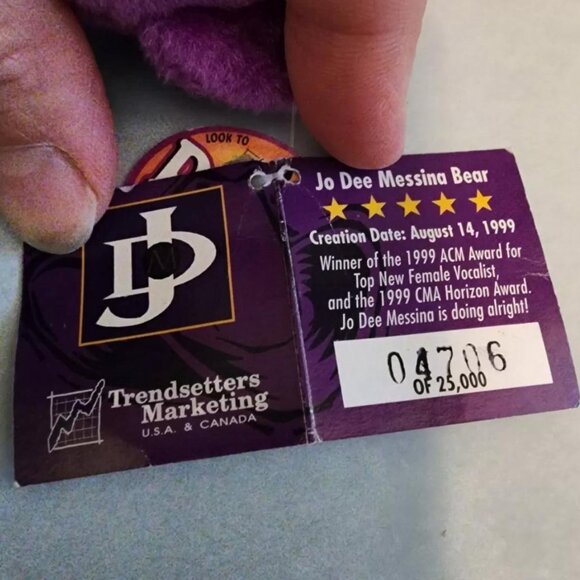 LOOK TO
JD
Trendsetters
Marketing
U.S.A. & CANADA
Jo Dee Messina Bear
Creation Date: August 14, 1999
Winner of the 1999 ACM Award for
Top New Female Vocalist,
and the 1999 CMA Horizon Award.
Jo Dee Messina is doing alright!
04706
OF 25,000